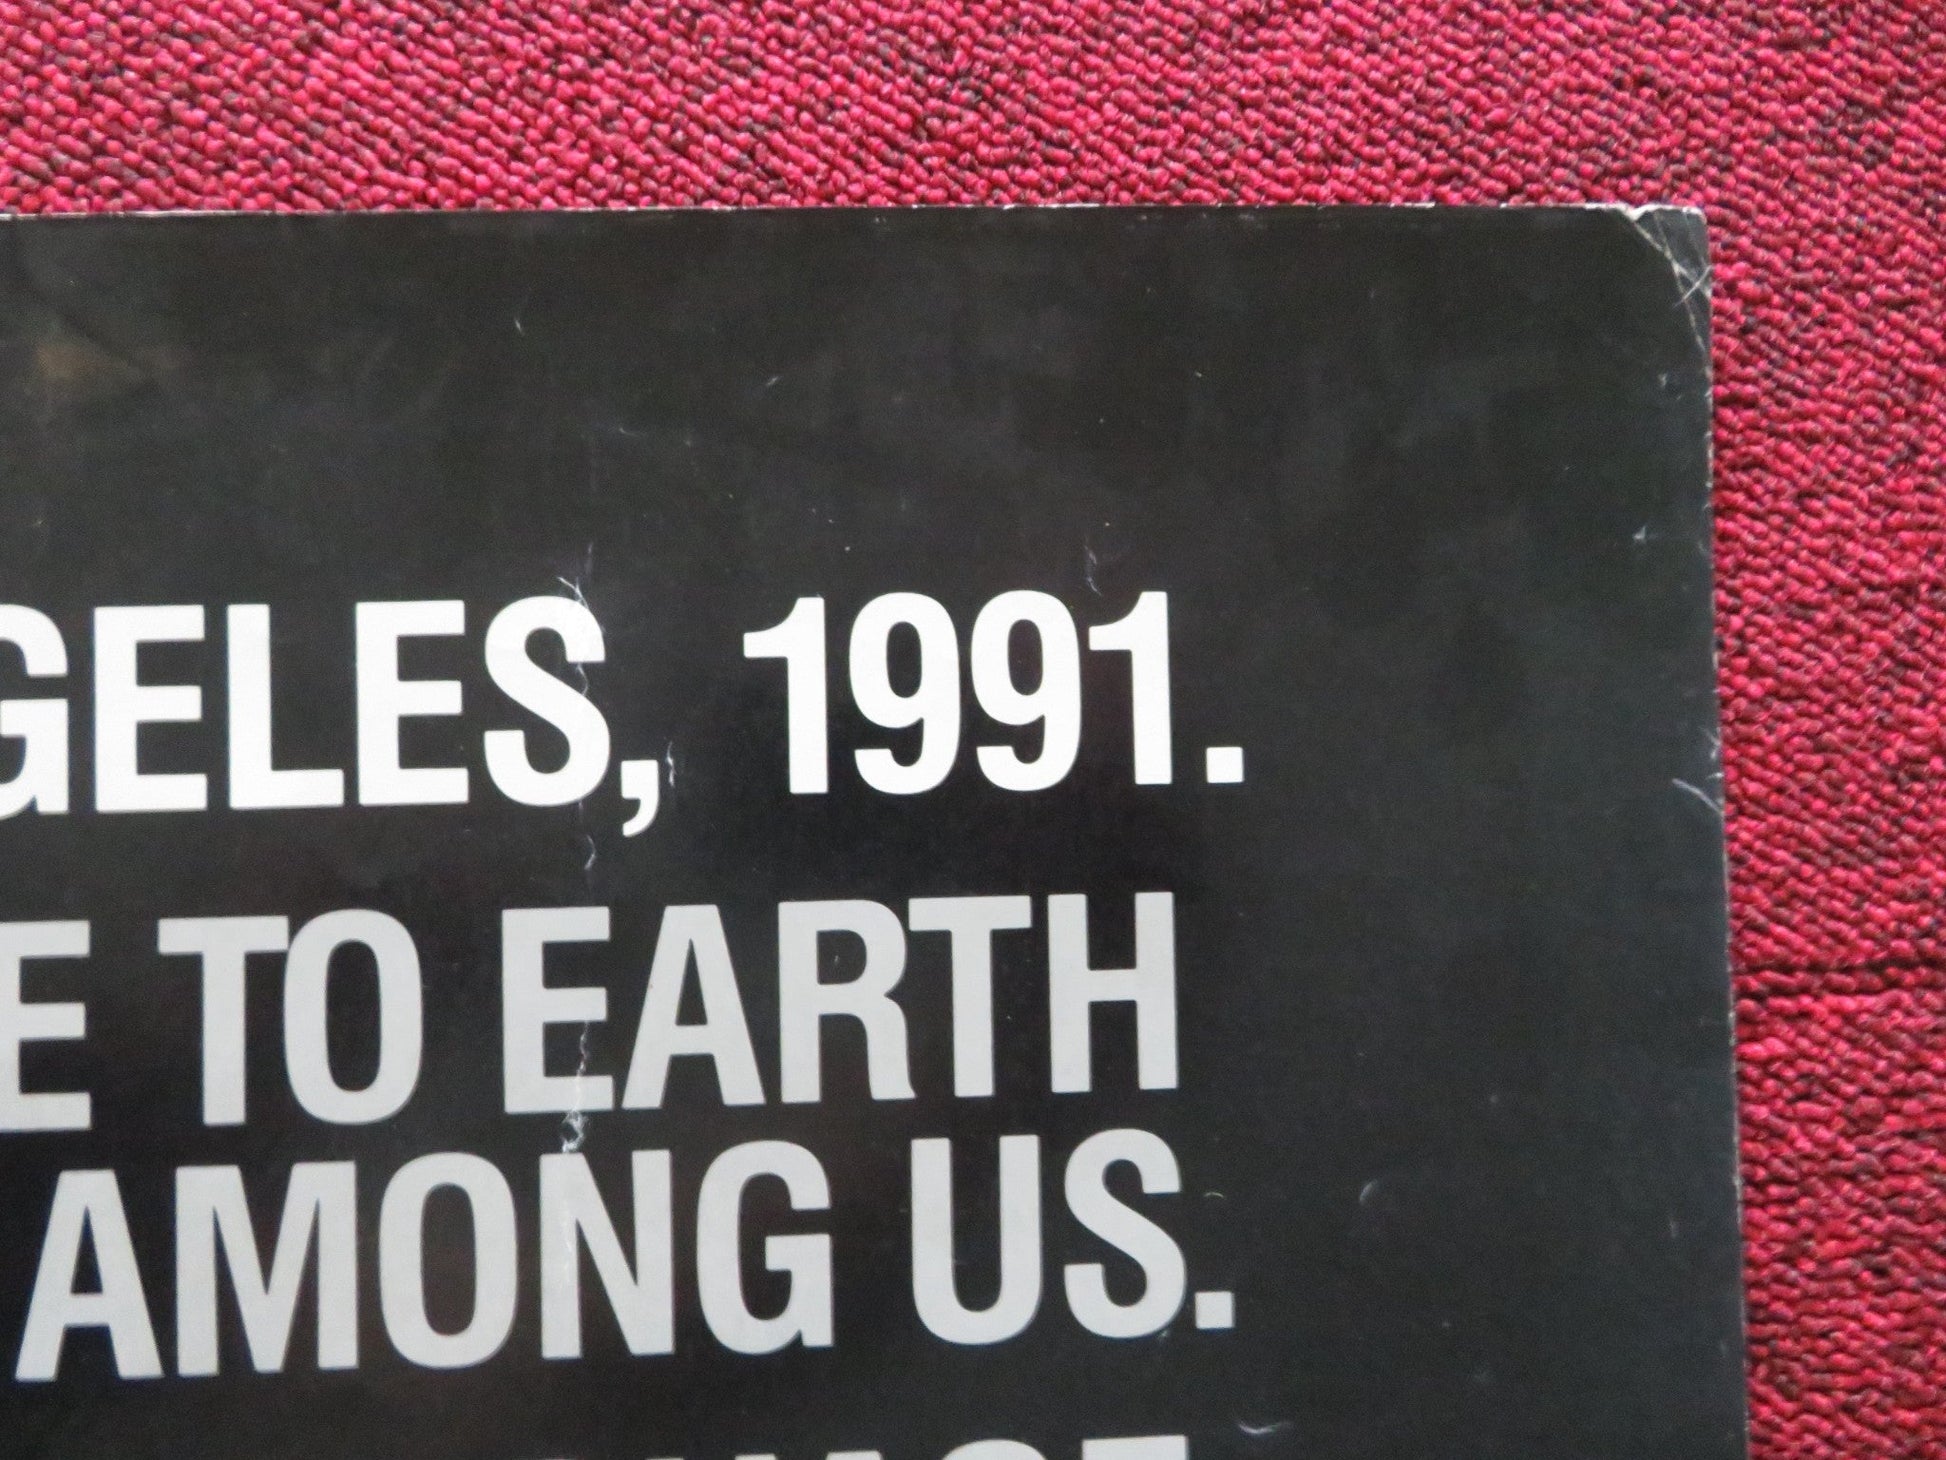 GELES, 1991.
E TO EARTH
AMONG US.